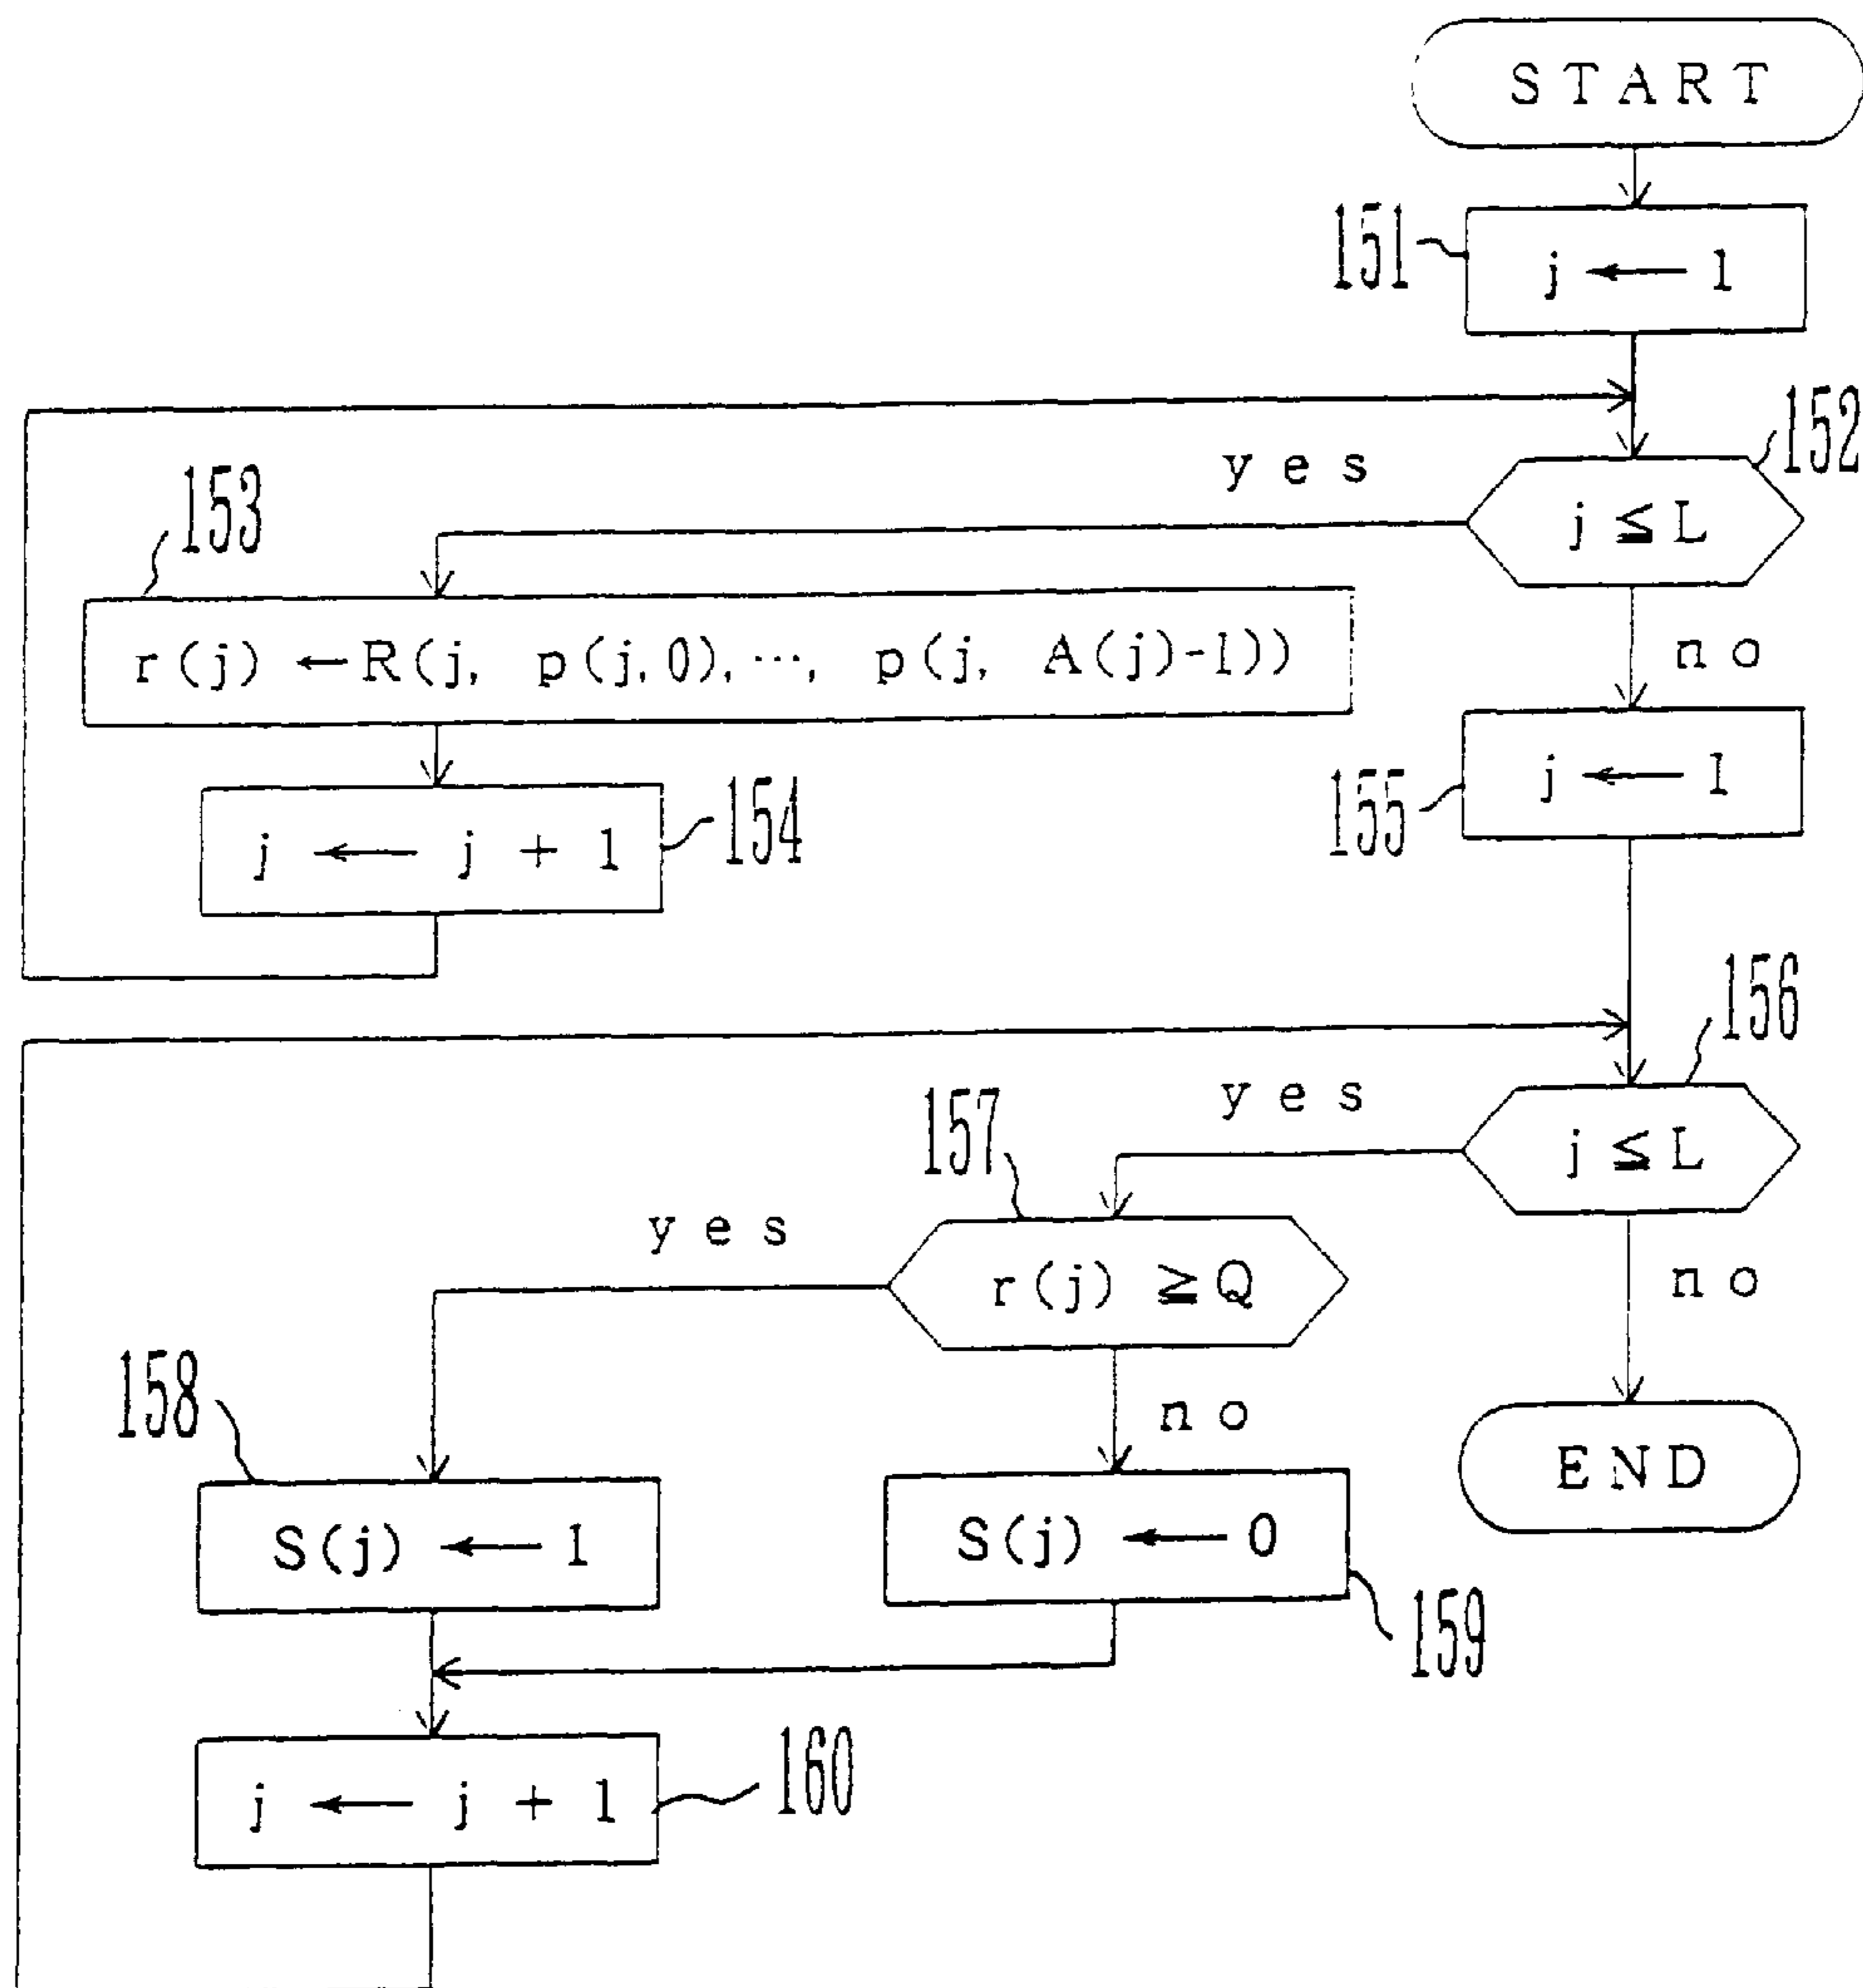 START
151
j ← 1
152
yes
j ≦ L
153
no
r(j) ← R(j, p(j,0),…, p(j, A(j)-1))
155
j ← 1
154
j ← j + 1
156
yes
j ≦ L
157
yes
r(j) ≧ Q
no
158
no
S(j) ← 1
S(j) ← 0
END
159
160
j ← j + 1